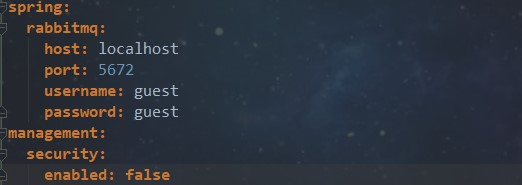 spring:
  rabbitmq:
    host: localhost
    port: 5672
    username: guest
    password: guest
management:
  security:
    enabled: false